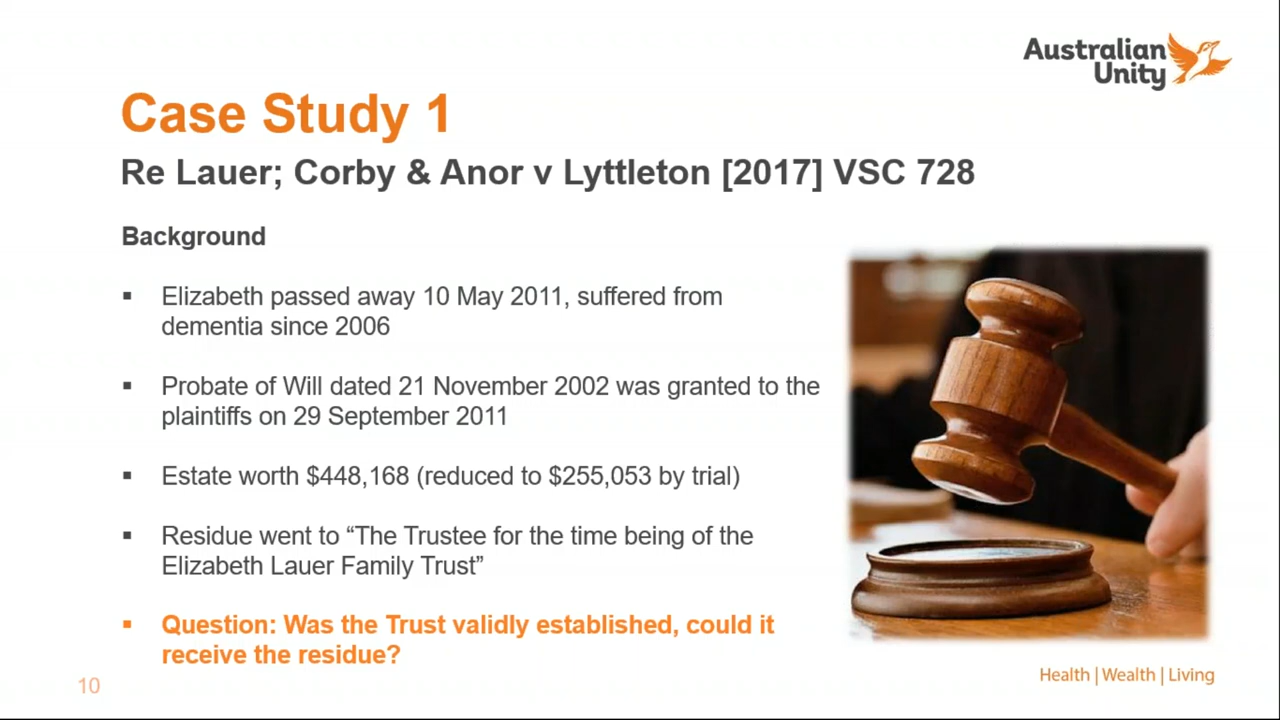 Australian
Unity
Case Study 1
Re Lauer; Corby & Anor v Lyttleton [2017] VSC 728
Background
▪ Elizabeth passed away 10 May 2011, suffered from
dementia since 2006
▪ Probate of Will dated 21 November 2002 was granted to the
plaintiffs on 29 September 2011
▪ Estate worth $448,168 (reduced to $255,053 by trial)
▪ Residue went to “The Trustee for the time being of the
Elizabeth Lauer Family Trust”
▪ Question: Was the Trust validly established, could it
receive the residue?
Health | Wealth | Living
10